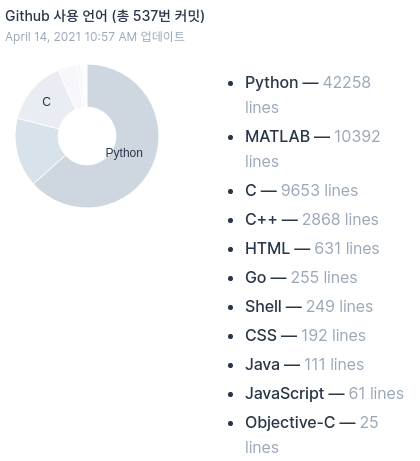 Github 사용 언어 (총 537번 커밋)
April 14, 2021 10:57 AM 업데이트
C
Python
Python — 42258
lines
MATLAB — 10392
lines
C — 9653 lines
C++ — 2868 lines
HTML — 631 lines
Go — 255 lines
Shell — 249 lines
CSS — 192 lines
Java — 111 lines
JavaScript — 61 lines
Objective-C — 25
lines